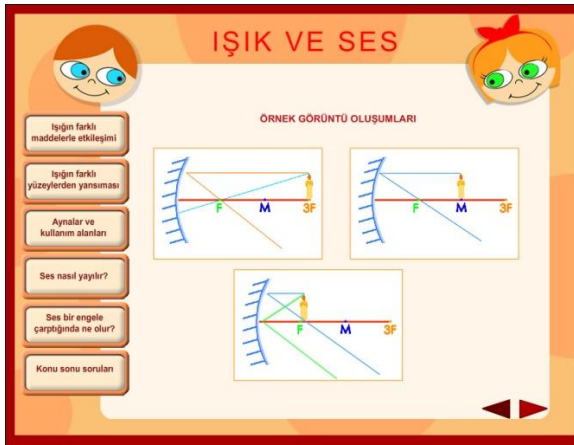 IŞIK VE SES
ÖRNEK GÖRÜNTÜ OLUŞUMLARI
Işığın farklı
maddelerle etkileşimi
Işığın farklı
yüzeylerden yansıması
Aynalar ve
kullanım alanları
Ses nasıl yayılır?
Ses bir engele
çarptığında ne olur?
Konu sonu soruları
F M 3F
F M 3F
F M 3F